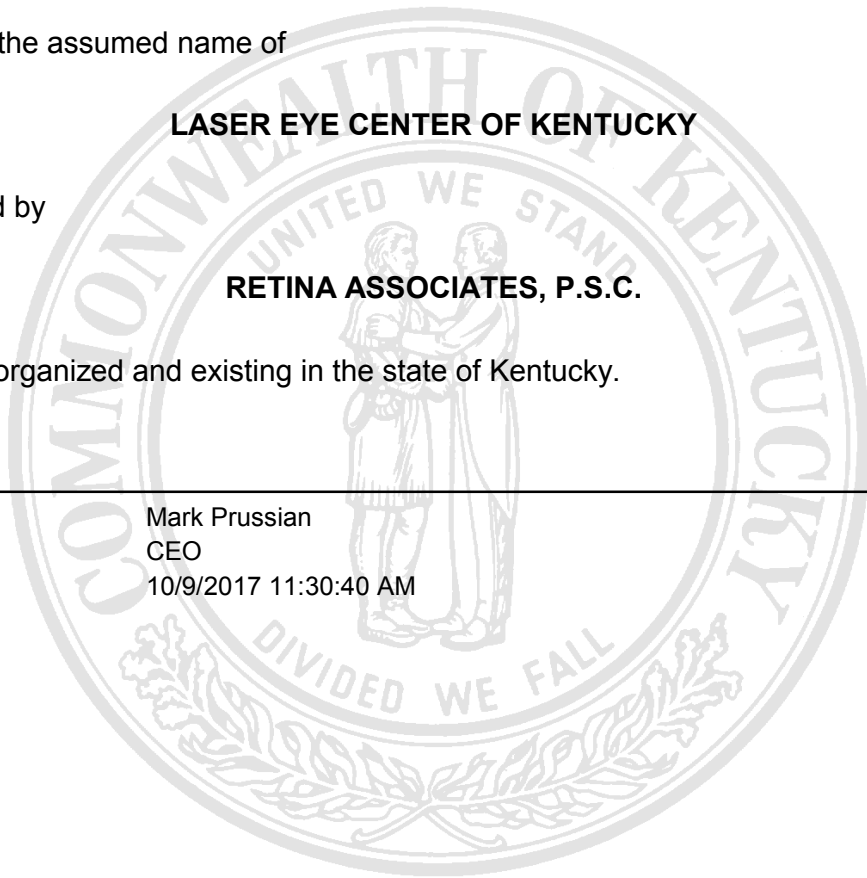 the assumed name of
LASER EYE CENTER OF KENTUCKY
by
RETINA ASSOCIATES, P.S.C.
organized and existing in the state of Kentucky.
Mark Prussian
CEO
10/9/2017 11:30:40 AM
COMMONWEALTH OF KENTUCKY
UNITED WE STAND
DIVIDED WE FALL